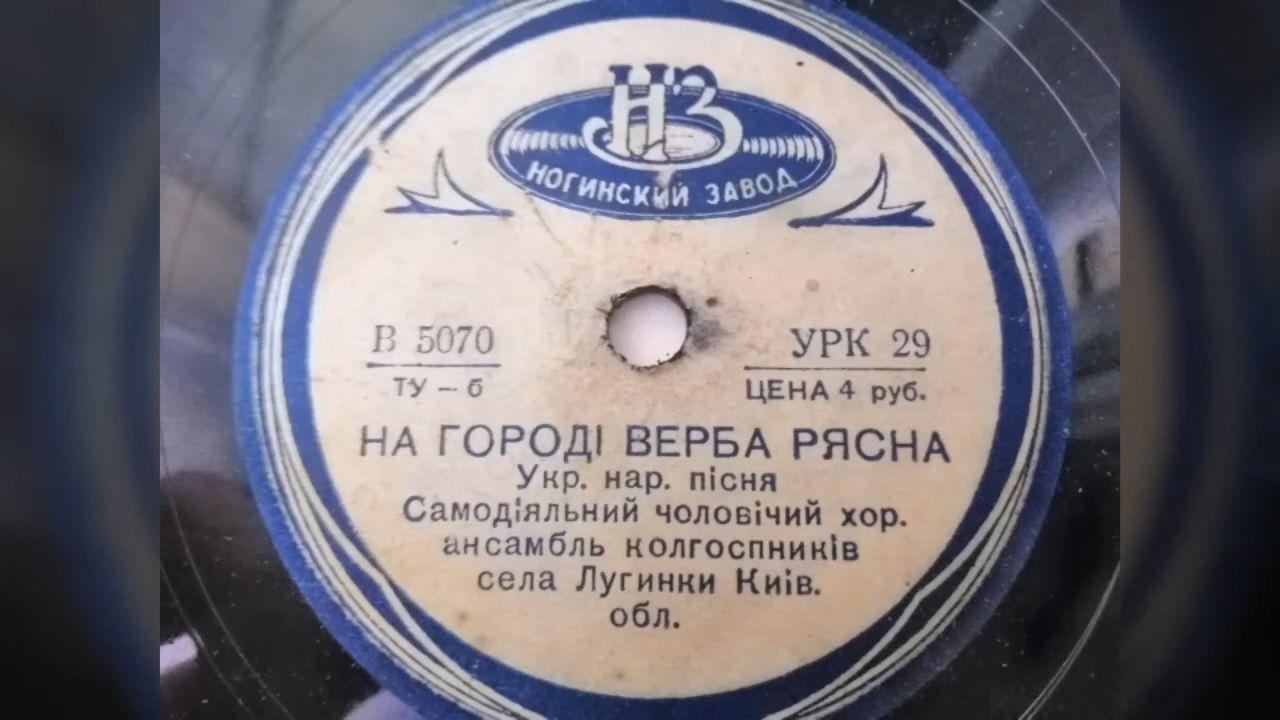 НЗ
НОГИНСКИЙ ЗАВОД
В 5070
УРК 29
ТУ – б
ЦЕНА 4 руб.
НА ГОРОДІ ВЕРБА РЯСНА
Укр. нар. пісня
Самодіяльний чоловічий хор.
ансамбль колгоспників
села Лугинки Київ.
обл.